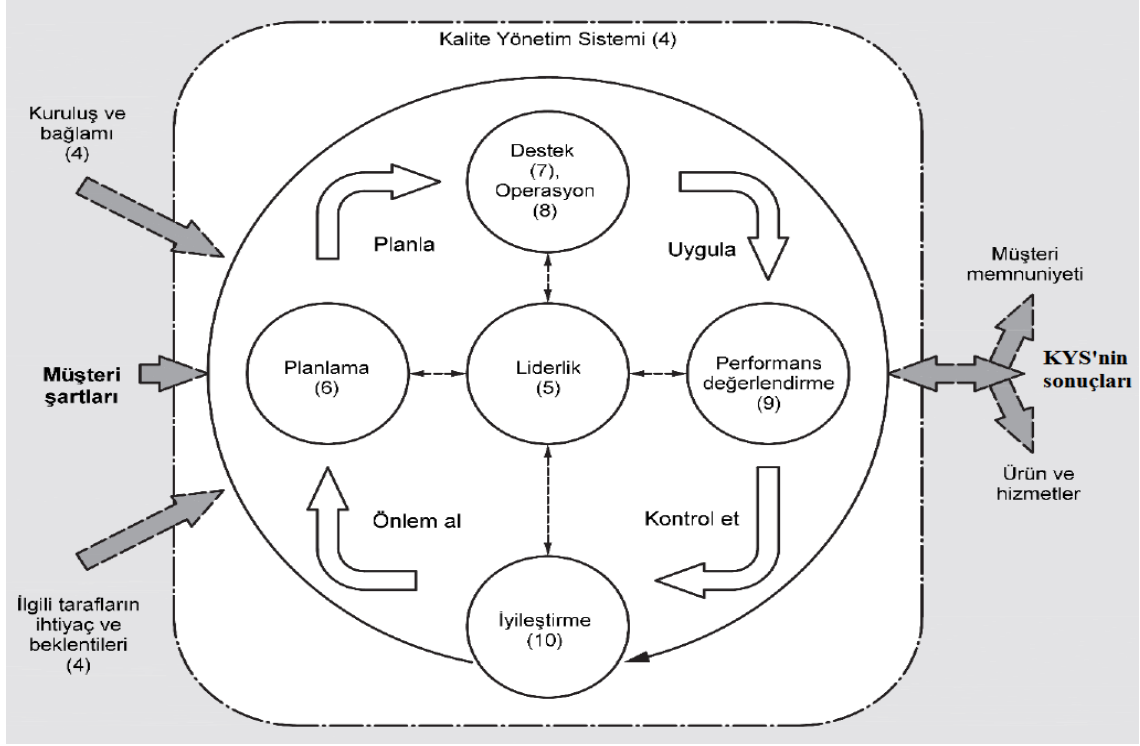 Kalite Yönetim Sistemi (4)
Kuruluş ve
bağlamı
(4)
Destek
(7),
Operasyon
(8)
Planla
Uygula
Müşteri
memnuniyeti
Müşteri
şartları
Planlama
(6)
Liderlik
(5)
Performans
değerlendirme
(9)
KYS'nin
sonuçları
Ürün ve
hizmetler
Önlem al
Kontrol et
İlgili tarafların
ihtiyaç ve
beklentileri
(4)
İyileştirme
(10)